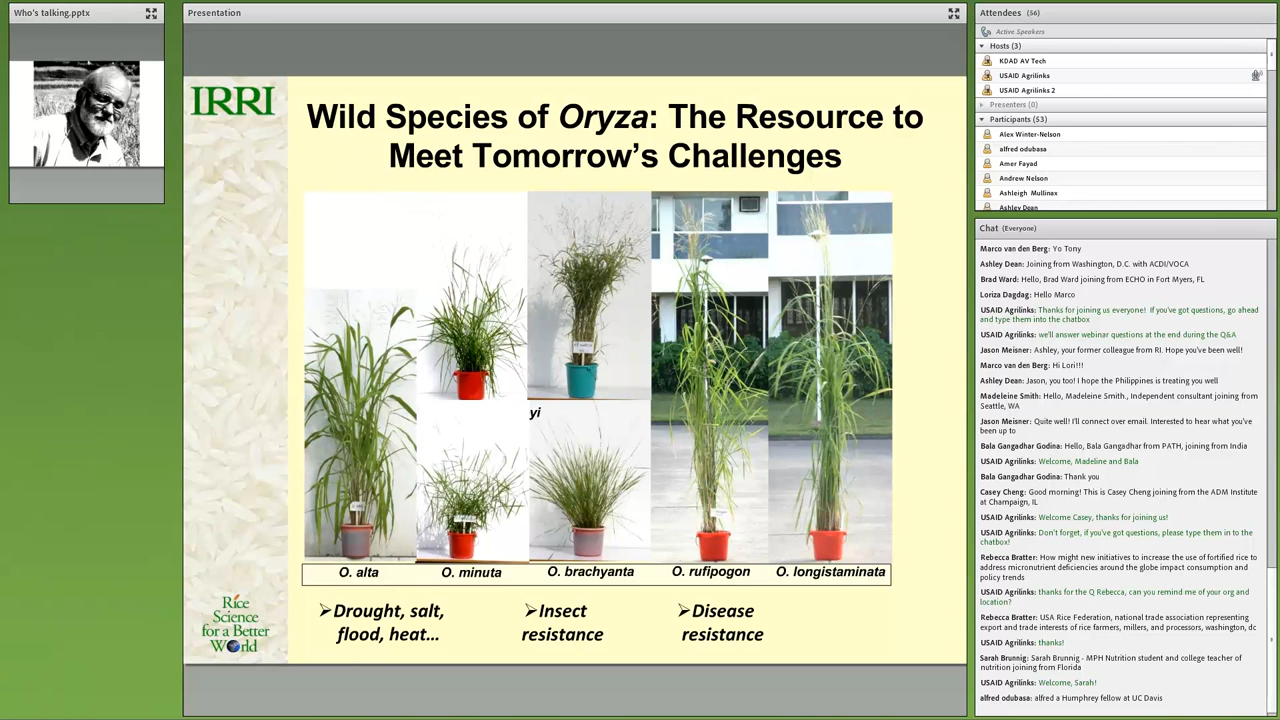 Who's talking.pptx
Presentation
IRRI
Wild Species of Oryza: The Resource to
Meet Tomorrow's Challenges
yi
O. alta
O. minuta
O. brachyanta
O. rufipogon
O. longistaminata
Rice
Science
for a Better
World
➢Drought, salt,
flood, heat...
➢Insect
resistance
➢Disease
resistance
Attendees (56)
Active Speakers
Hosts (3)
KDAD AV Tech
USAID Agrilinks
USAID Agrilinks 2
Presenters (0)
Participants (53)
Alex Winter-Nelson
alfred odubasa
Amer Fayad
Andrew Nelson
Ashleigh Mullinax
Ashley Dean
Chat (Everyone)
Marco van den Berg: Yo Tony
Ashley Dean: Joining from Washington, D.C. with ACDI/VOCA
Brad Ward: Hello, Brad Ward joining from ECHO in Fort Myers, FL
Loriza Dagdag: Hello Marco
USAID Agrilinks: Thanks for joining us everyone! If you've got questions, go ahead
and type them into the chatbox
USAID Agrilinks: we'll answer webinar questions at the end during the Q&A
Jason Meisner: Ashley, your former colleague from RI. Hope you've been well!
Marco van den Berg: Hi Lori!!!
Ashley Dean: Jason, you too! I hope the Philippines is treating you well
Madeleine Smith: Hello, Madeleine Smith., Independent consultant joining from
Seattle, WA
Jason Meisner: Quite well! I'll connect over email. Interested to hear what you've
been up to
Bala Gangadhar Godina: Hello, Bala Gangadhar from PATH, joining from India
USAID Agrilinks: Welcome, Madeline and Bala
Bala Gangadhar Godina: Thank you
Casey Cheng: Good morning! This is Casey Cheng joining from the ADM Institute
at Champaign, IL
USAID Agrilinks: Welcome Casey, thanks for joining us!
USAID Agrilinks: Don't forget, if you've got questions, please type them in to the
chatbox!
Rebecca Bratter: How might new initiatives to increase the use of fortified rice to
address micronutrient deficiencies around the globe impact consumption and
policy trends
USAID Agrilinks: thanks for the Q Rebecca, can you remind me of your org and
location?
Rebecca Bratter: USA Rice Federation, national trade association representing
export and trade interests of rice farmers, millers, and processors, washington, dc
USAID Agrilinks: thanks!
Sarah Brunnig: Sarah Brunnig - MPH Nutrition student and college teacher of
nutrition joining from Florida
USAID Agrilinks: Welcome, Sarah!
alfred odubasa: alfred a Humphrey fellow at UC Davis